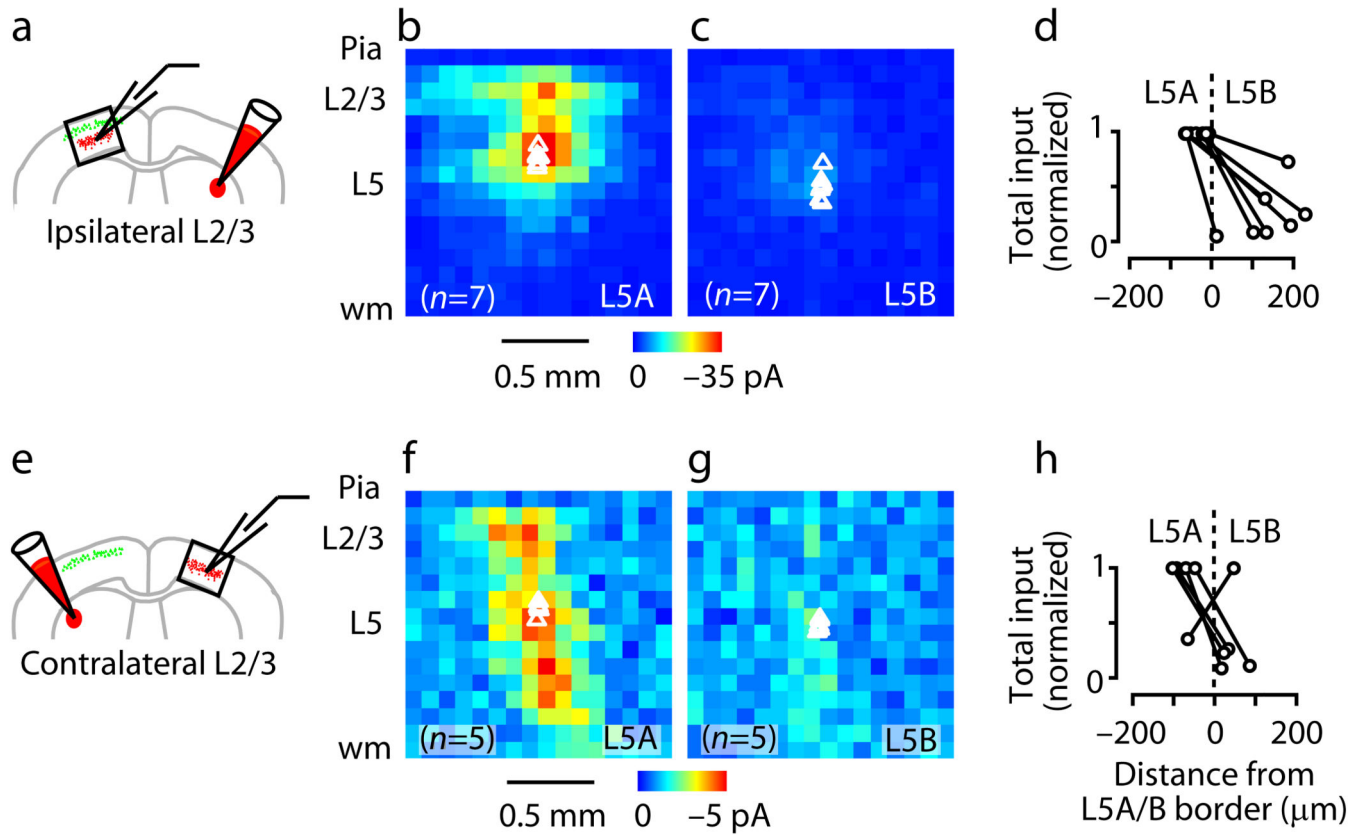 a
Ipsilateral L2/3
b
c
Pia
L2/3
L5
wm
(n=7)
L5A
(n=7)
L5B
0.5 mm
0
–35 pA
d
L5A
L5B
Total input
(normalized)
1
0
–200
0
200
e
Contralateral L2/3
f
g
Pia
L2/3
L5
wm
(n=5)
L5A
(n=5)
L5B
0.5 mm
0
–5 pA
h
L5A
L5B
Total input
(normalized)
1
0
–200
0
200
Distance from
L5A/B border (μm)